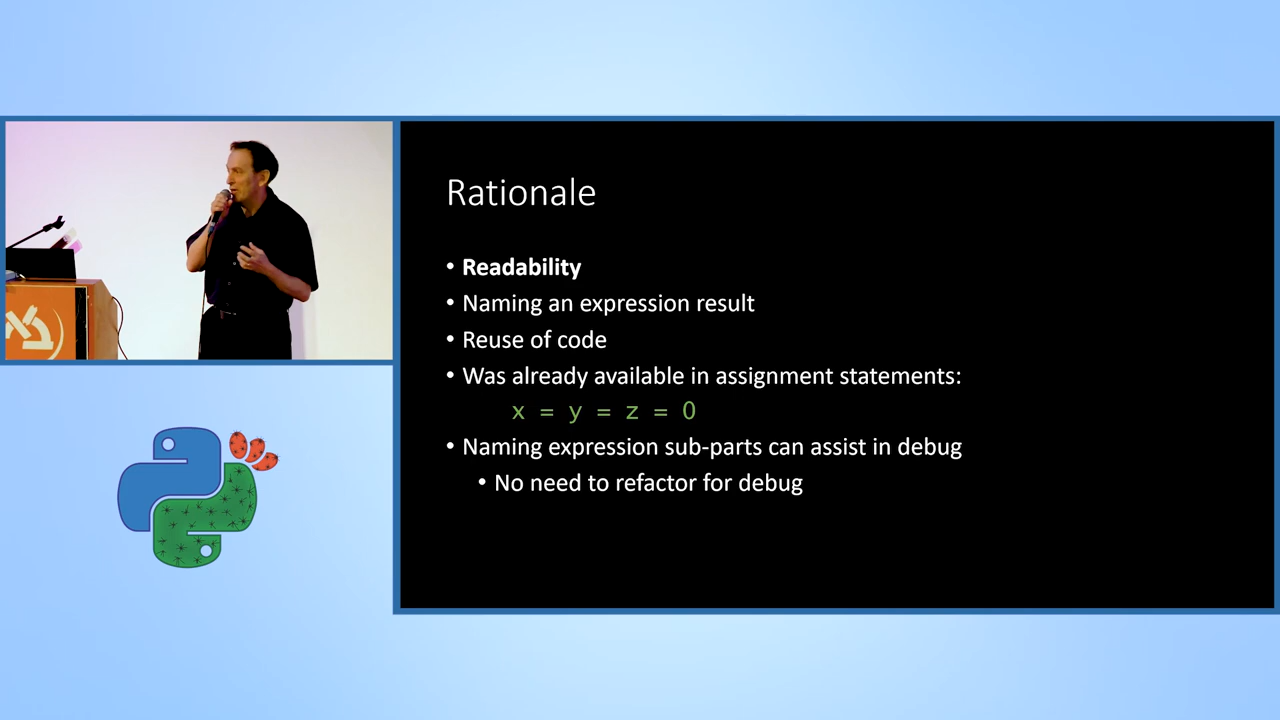 Rationale
• Readability
• Naming an expression result
• Reuse of code
• Was already available in assignment statements:
x = y = z = 0
• Naming expression sub-parts can assist in debug
• No need to refactor for debug